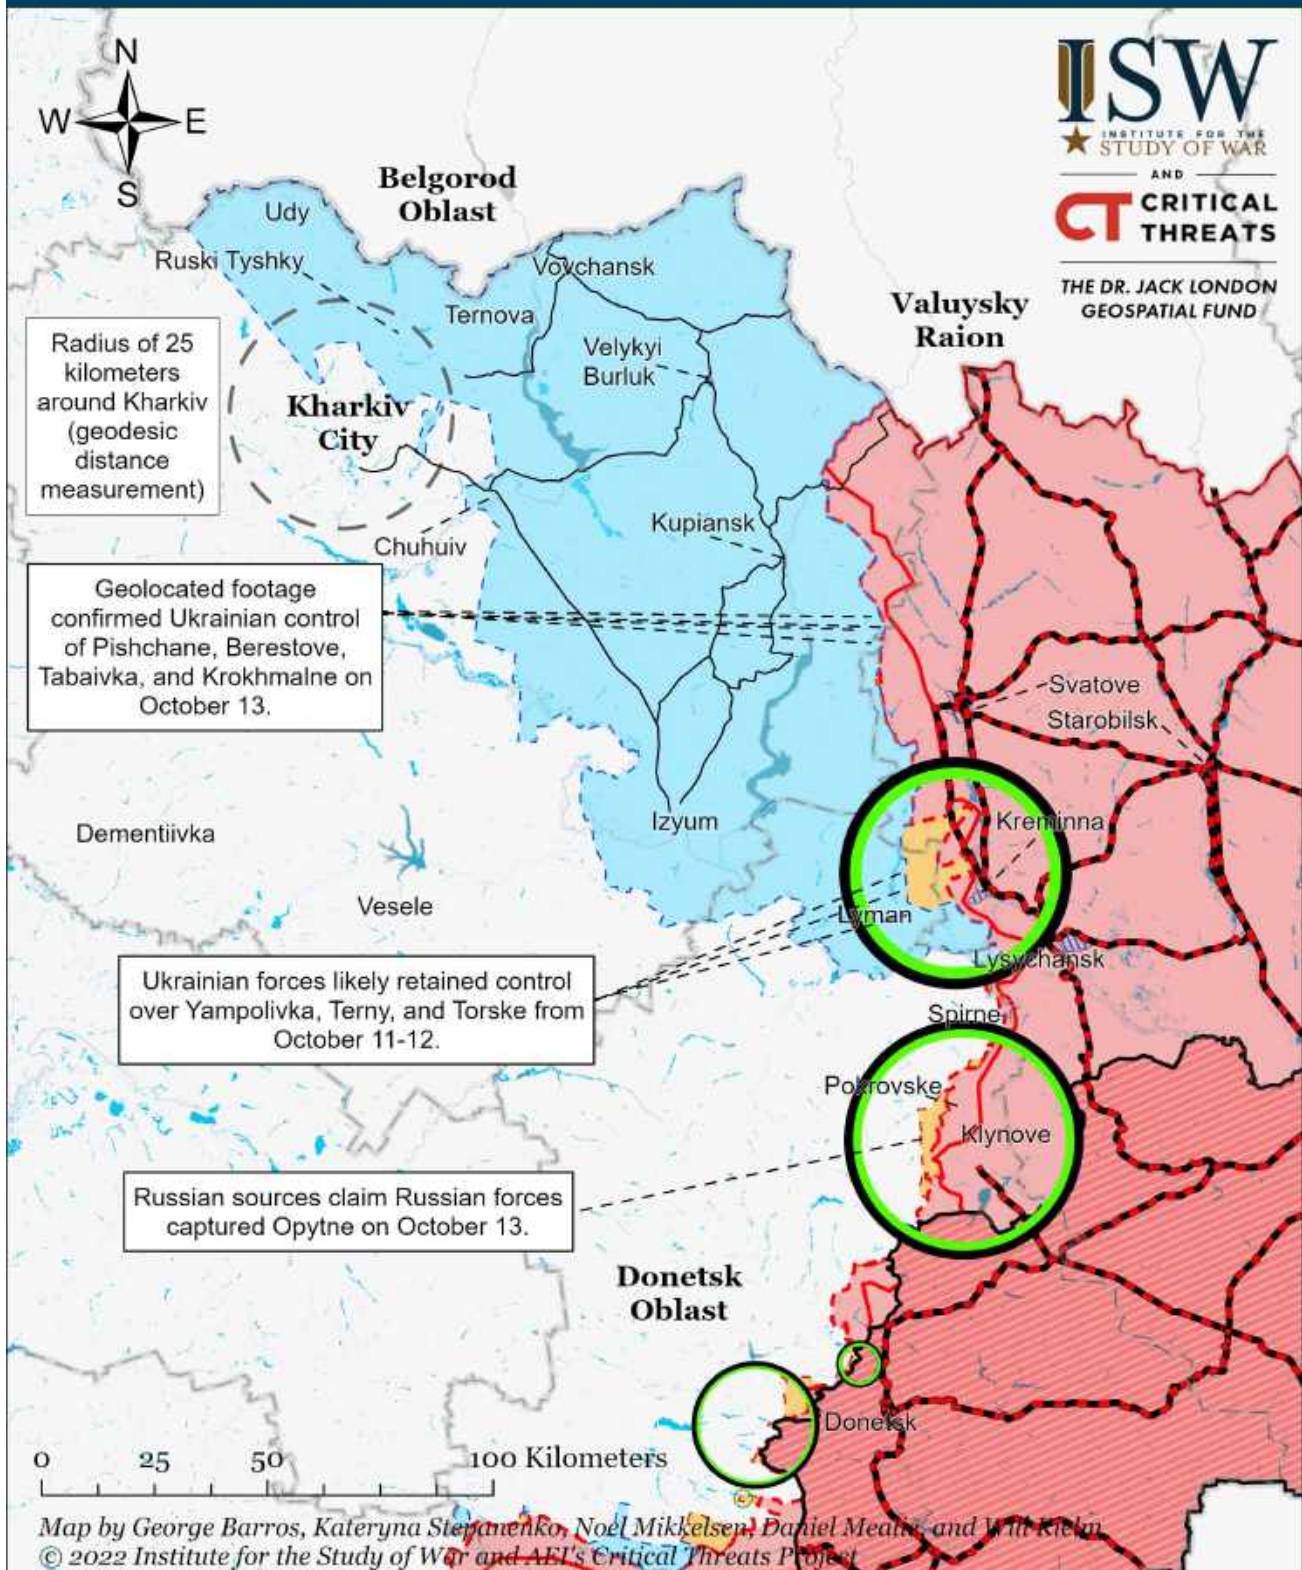 N
W
E
S
ISW
INSTITUTE FOR THE
STUDY OF WAR
AND
CT CRITICAL
THREATS
THE DR. JACK LONDON
GEOSPATIAL FUND
Belgorod
Oblast
Udy
Ruski Tyshky
Vovchansk
Ternova
Valuysky
Raion
Velykyi
Burluk
Radius of 25
kilometers
around Kharkiv
(geodesic
distance
measurement)
Kharkiv
City
Kupiansk
Chuhuiv
Geolocated footage
confirmed Ukrainian control
of Pishchane, Berestove,
Tabaivka, and Krokhmalne on
October 13.
Svatove
Starobilsk
Izyum
Kreminna
Dementiivka
Vesele
Lyman
Lysychansk
Ukrainian forces likely retained control
over Yampolivka, Terny, and Torske from
October 11-12.
Spirne
Pokrovske
Klynove
Russian sources claim Russian forces
captured Opytne on October 13.
Donetsk
Oblast
Donetsk
0 25 50 100 Kilometers
Map by George Barros, Kateryna Stepanenko, Noel Mikkelsen, Daniel Mealie, and Will Kielm
© 2022 Institute for the Study of War and AEI's Critical Threats Project